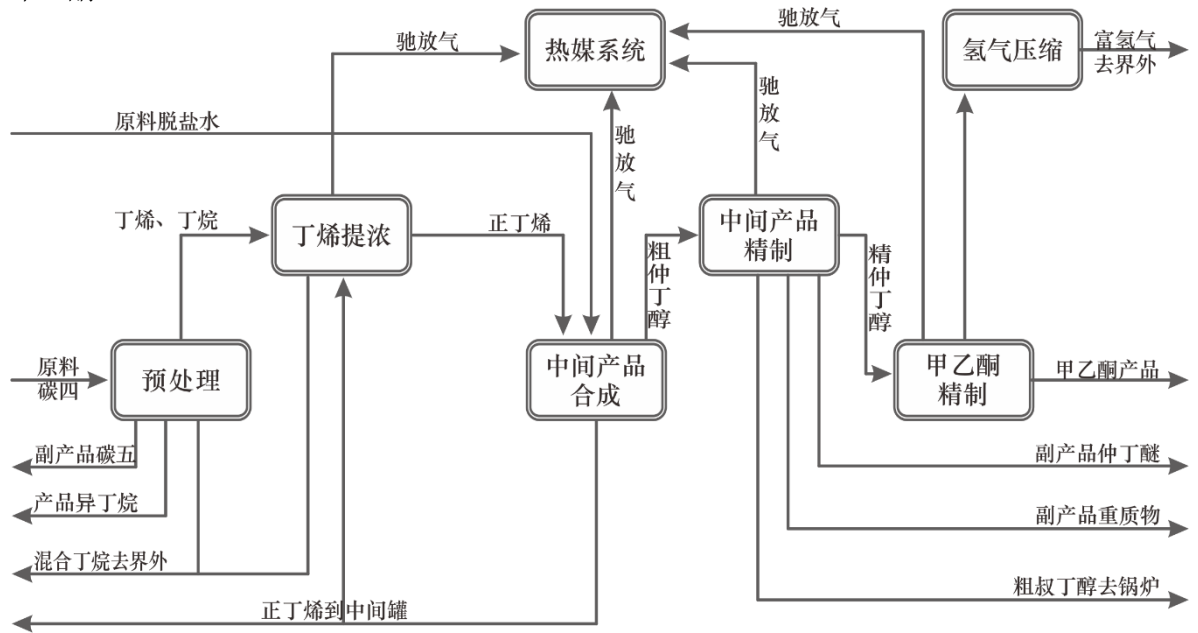 驰放气
热媒系统
驰放气
氢气压缩
富氢气
去界外
原料脱盐水
驰放气
驰放气
丁烯、丁烷
丁烯提浓
正丁烯
粗仲丁醇
中间产品
精制
精仲丁醇
原料
碳四
预处理
中间产品
合成
甲乙酮
精制
甲乙酮产品
副产品碳五
副产品仲丁醚
产品异丁烷
副产品重质物
混合丁烷去界外
粗叔丁醇去锅炉
正丁烯到中间罐